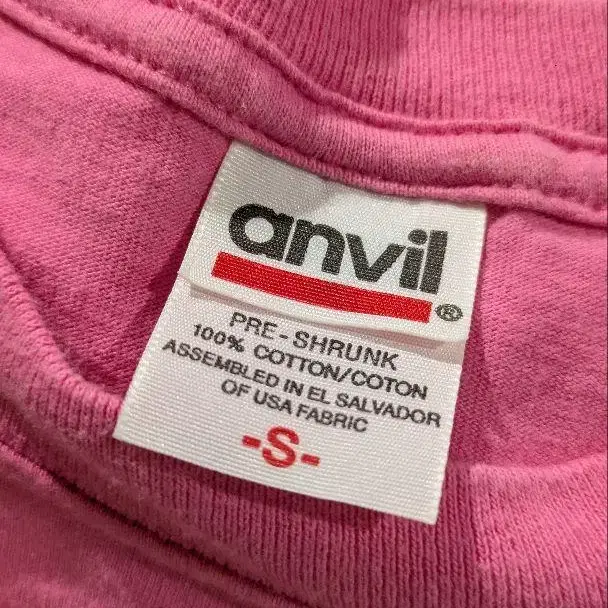 anvil®
PRE-SHRUNK
100% COTTON/COTON
ASSEMBLED IN EL SALVADOR
OF USA FABRIC
-S-